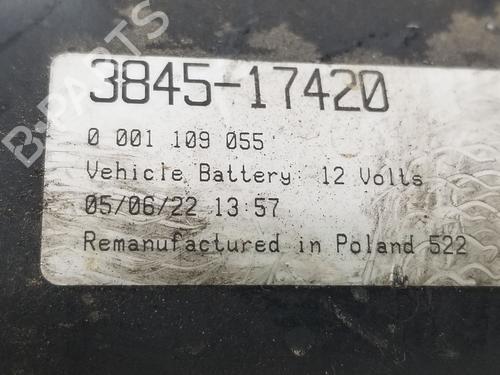 3845-17420
0 001 109 055
Vehicle Battery: 12 Volts
05/06/22 13:57
Remanufactured in Poland 522
B-PARTS
B-PARTS